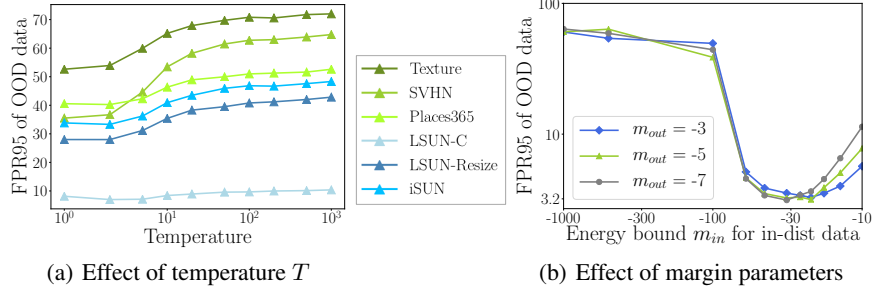 FPR95 of OOD data
70
60
50
40
30
20
10
10^0
10^1
10^2
10^3
Temperature
Texture
SVHN
Places365
LSUN-C
LSUN-Resize
iSUN
(a) Effect of temperature T
FPR95 of OOD data
100
10
3.2
m_out = -3
m_out = -5
m_out = -7
-1000
-300
-100
-30
-10
Energy bound m_in for in-dist data
(b) Effect of margin parameters